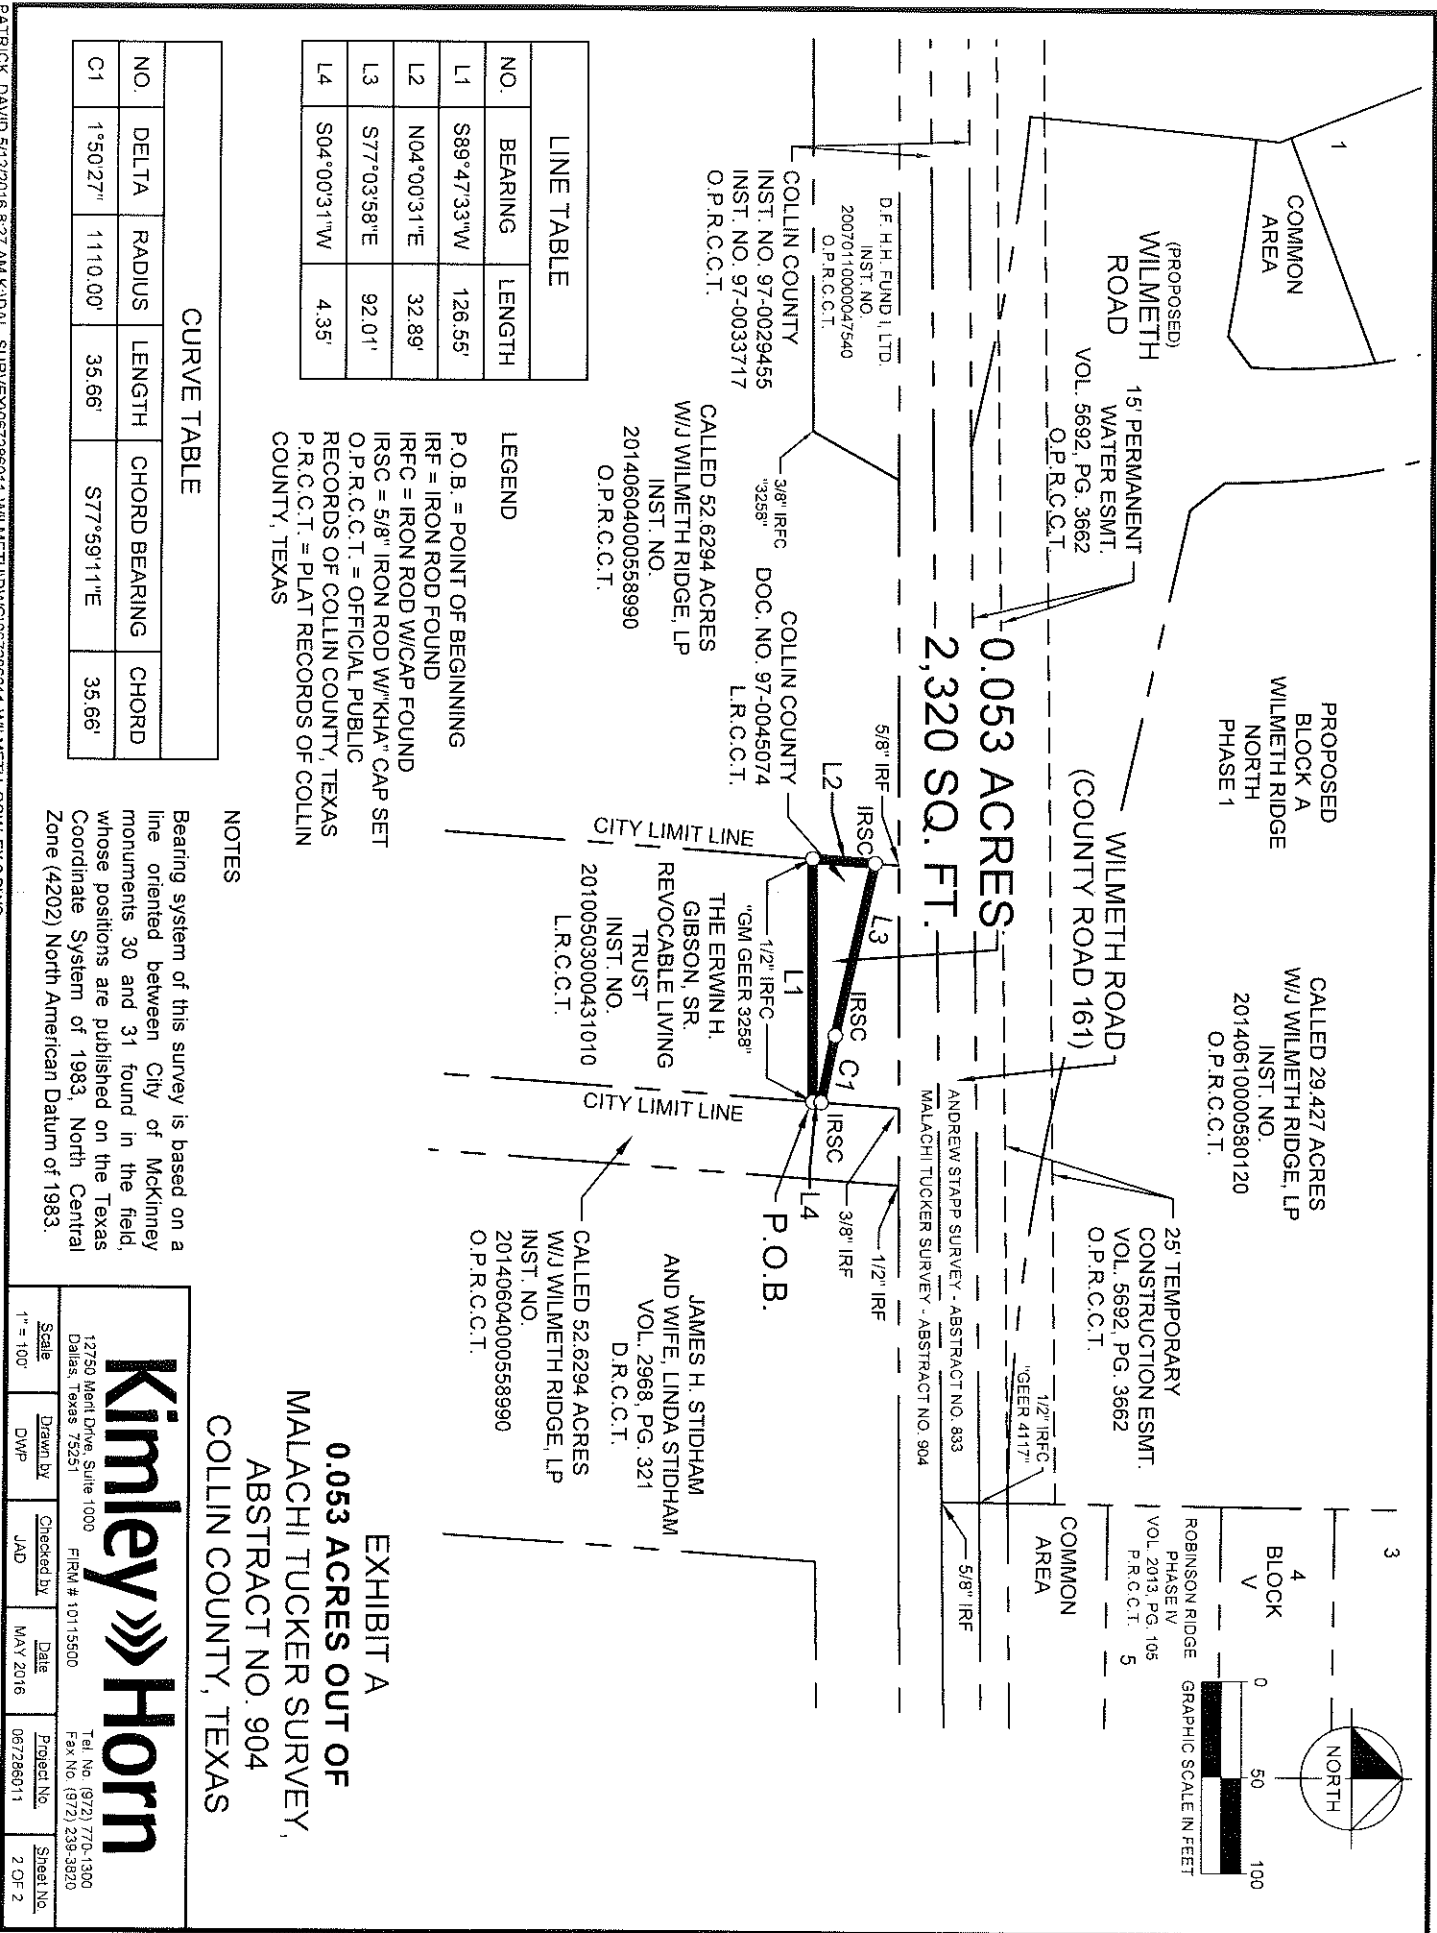 1
COMMON
AREA
(PROPOSED)
WILMETH
ROAD
15' PERMANENT
WATER ESMT.
VOL. 5692, PG. 3662
O.P.R.C.C.T.
PROPOSED
BLOCK A
WILMETH RIDGE
NORTH
PHASE 1
CALLED 29.427 ACRES
W/J WILMETH RIDGE, LP
INST. NO.
20140610000580120
O.P.R.C.C.T.
25' TEMPORARY
CONSTRUCTION ESMT.
VOL. 5692, PG. 3662
O.P.R.C.C.T.
3
4
BLOCK
V
ROBINSON RIDGE
PHASE IV
VOL. 2013, PG. 105
P.R.C.C.T.
5
COMMON
AREA
NORTH
0
50
100
GRAPHIC SCALE IN FEET
WILMETH ROAD
(COUNTY ROAD 161)
1/2" IRFC
"GEER 4117"
5/8" IRF
0.053 ACRES
2,320 SQ. FT.
ANDREW STAPP SURVEY - ABSTRACT NO. 833
MALACHI TUCKER SURVEY - ABSTRACT NO. 904
D.F. H.H. FUND I, LTD.
INST. NO.
20070110000047540
O.P.R.C.C.T.
COLLIN COUNTY
INST. NO. 97-0029455
INST. NO. 97-0033717
O.P.R.C.C.T.
3/8" IRFC
"3258"
COLLIN COUNTY
DOC. NO. 97-0045074
L.R.C.C.T.
CALLED 52.6294 ACRES
W/J WILMETH RIDGE, LP
INST. NO.
20140604000558990
O.P.R.C.C.T.
5/8" IRF
IRSC
L2
L3
IRSC
C1
IRSC
L1
L4
P.O.B.
1/2" IRF
3/8" IRF
1/2" IRFC
"GM GEER 3258"
THE ERWIN H.
GIBSON, SR.
REVOCABLE LIVING
TRUST
INST. NO.
20100503000431010
L.R.C.C.T.
CITY LIMIT LINE
CITY LIMIT LINE
JAMES H. STIDHAM
AND WIFE, LINDA STIDHAM
VOL. 2968, PG. 321
D.R.C.C.T.
CALLED 52.6294 ACRES
W/J WILMETH RIDGE, LP
INST. NO.
20140604000558990
O.P.R.C.C.T.
LINE TABLE
NO. BEARING LENGTH
L1 S89°47'33"W 126.55'
L2 N04°00'31"E 32.89'
L3 S77°03'58"E 92.01'
L4 S04°00'31"W 4.35'
LEGEND
P.O.B. = POINT OF BEGINNING
IRF = IRON ROD FOUND
IRFC = IRON ROD W/CAP FOUND
IRSC = 5/8" IRON ROD W/"KHA" CAP SET
O.P.R.C.C.T. = OFFICIAL PUBLIC
RECORDS OF COLLIN COUNTY, TEXAS
P.R.C.C.T. = PLAT RECORDS OF COLLIN
COUNTY, TEXAS
CURVE TABLE
NO. DELTA RADIUS LENGTH CHORD BEARING CHORD
C1 1°50'27" 1110.00' 35.66' S77°59'11"E 35.66'
NOTES
Bearing system of this survey is based on a
line oriented between City of McKinney
monuments 30 and 31 found in the field,
whose positions are published on the Texas
Coordinate System of 1983, North Central
Zone (4202) North American Datum of 1983.
EXHIBIT A
0.053 ACRES OUT OF
MALACHI TUCKER SURVEY,
ABSTRACT NO. 904
COLLIN COUNTY, TEXAS
Kimley»Horn
12750 Merit Drive, Suite 1000
Dallas, Texas 75251
FIRM # 10115500
Tel. No. (972) 770-1300
Fax No. (972) 239-3820
Scale Drawn by Checked by Date Project No. Sheet No.
1" = 100' DWP JAD MAY 2016 067286011 2 OF 2